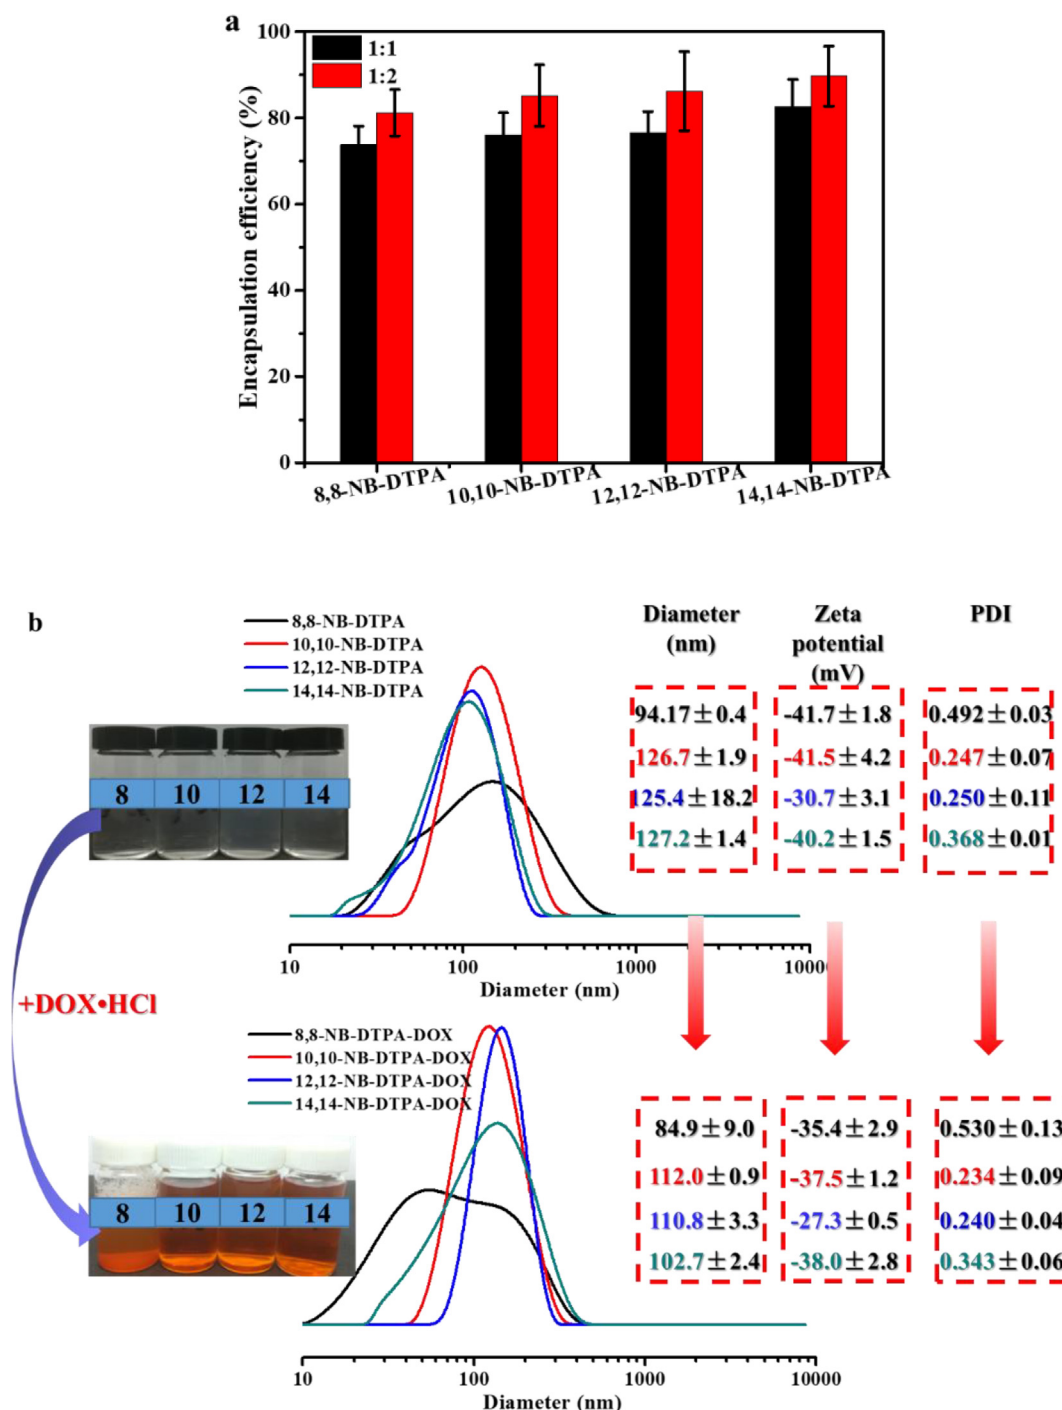 a
100
80
60
40
20
0
Encapsulation efficiency (%)
1:1
1:2
8,8-NB-DTPA
10,10-NB-DTPA
12,12-NB-DTPA
14,14-NB-DTPA
b
8,8-NB-DTPA
10,10-NB-DTPA
12,12-NB-DTPA
14,14-NB-DTPA
8 10 12 14
10 100 1000 10000
Diameter (nm)
Diameter
(nm)
Zeta
potential
(mV)
PDI
94.17±0.4 -41.7±1.8 0.492±0.03
126.7±1.9 -41.5±4.2 0.247±0.07
125.4±18.2 -30.7±3.1 0.250±0.11
127.2±1.4 -40.2±1.5 0.368±0.01
+DOX•HCl
8,8-NB-DTPA-DOX
10,10-NB-DTPA-DOX
12,12-NB-DTPA-DOX
14,14-NB-DTPA-DOX
8 10 12 14
10 100 1000 10000
Diameter (nm)
84.9±9.0 -35.4±2.9 0.530±0.13
112.0±0.9 -37.5±1.2 0.234±0.09
110.8±3.3 -27.3±0.5 0.240±0.04
102.7±2.4 -38.0±2.8 0.343±0.06